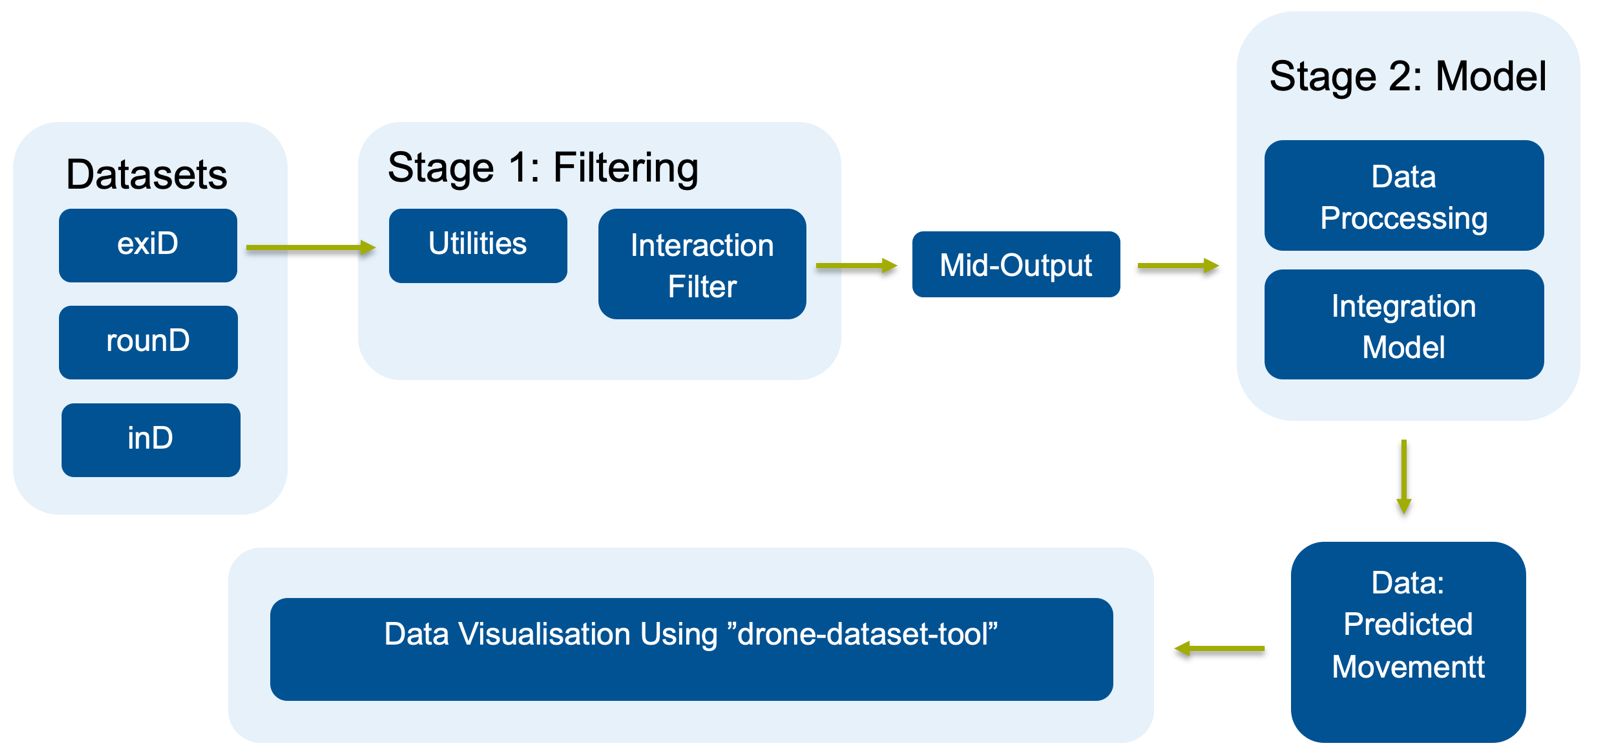 Datasets
exiD
rounD
inD
Stage 1: Filtering
Utilities
Interaction
Filter
Mid-Output
Stage 2: Model
Data
Proccessing
Integration
Model
Data:
Predicted
Movementt
Data Visualisation Using ”drone-dataset-tool”